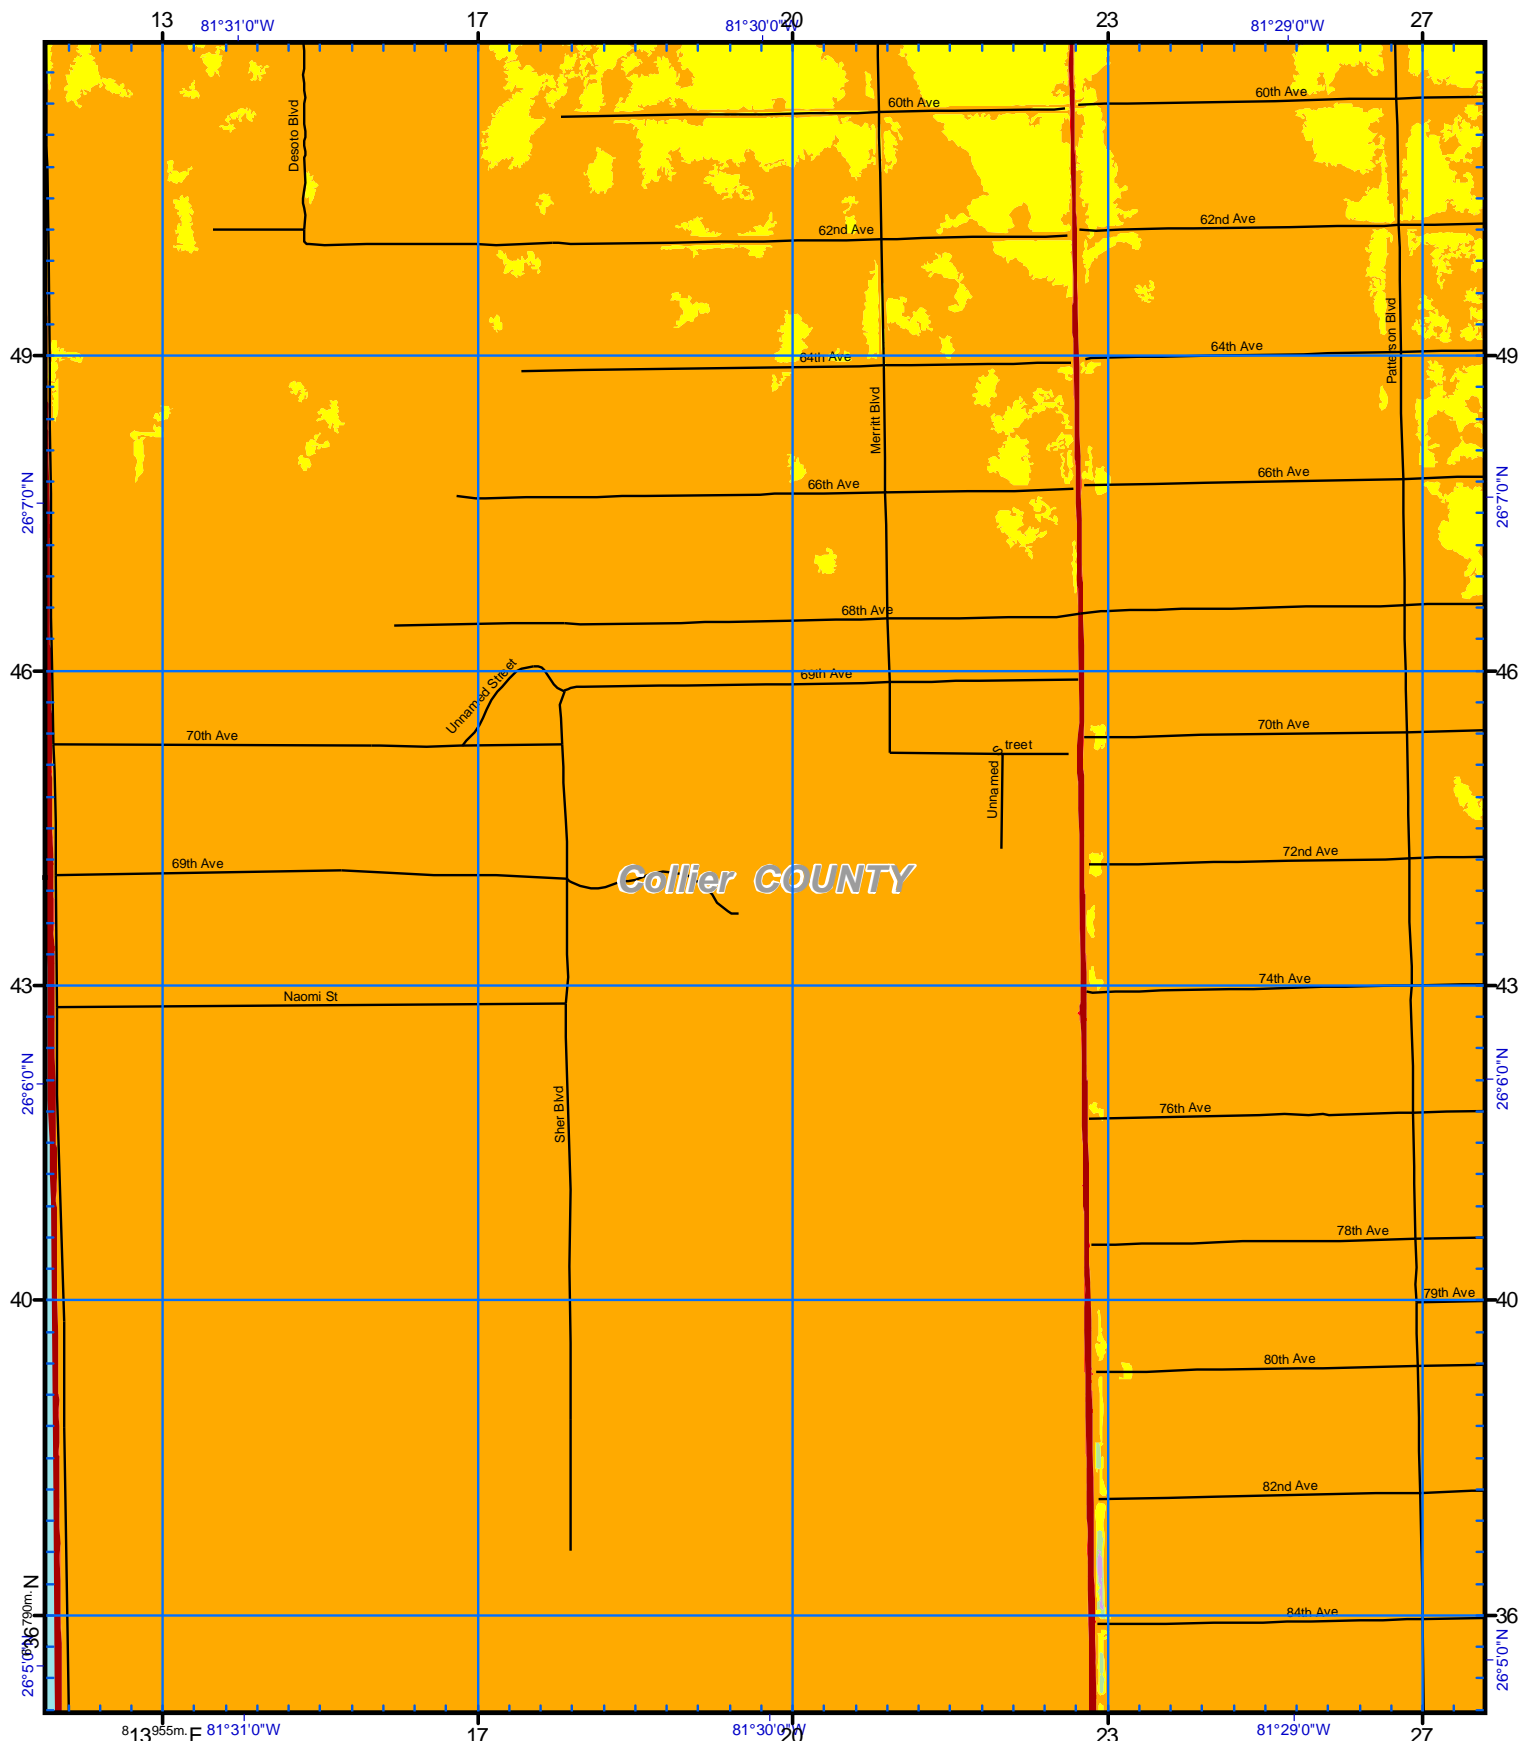 13 17 20 23 27
81°31'0"W 81°30'0"W 81°29'0"W
60th Ave
60th Ave
Desoto Blvd
62nd Ave
62nd Ave
Patterson Blvd
49 49
64th Ave
64th Ave
Merritt Blvd
66th Ave
66th Ave
26°7'0"N 26°7'0"N
68th Ave
46 46
Unnamed Street
69th Ave
70th Ave
70th Ave
Unnamed Street
72nd Ave
69th Ave
Collier COUNTY
74th Ave
43 43
Naomi St
26°6'0"N 26°6'0"N
Sher Blvd
76th Ave
78th Ave
79th Ave
40 40
80th Ave
82nd Ave
84th Ave
36 790m. N 36
26°5'0"N 26°5'0"N
813 955m. E 17 20 23 27
81°31'0"W 81°30'0"W 81°29'0"W